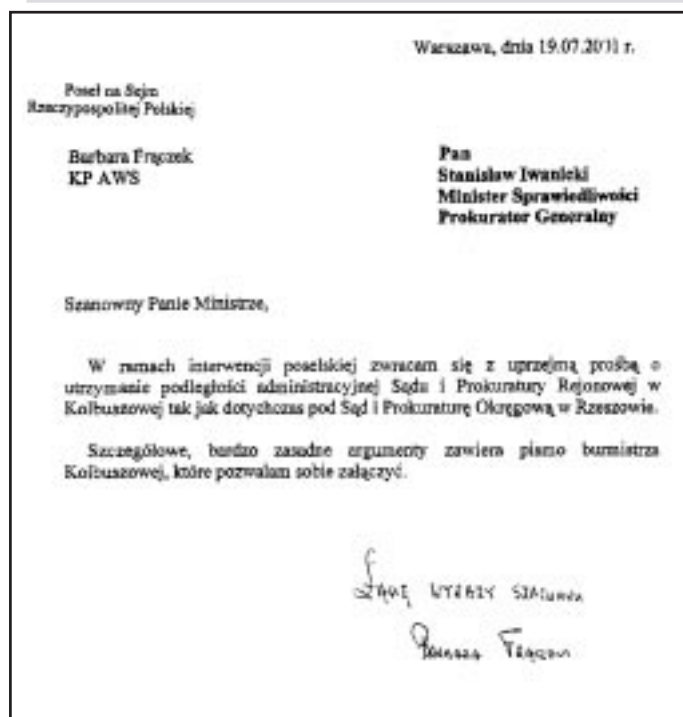 Warszawa, dnia 19.07.2001 r.
Poseł na Sejm
Rzeczypospolitej Polskiej
Barbara Frączek
KP AWS
Pan
Stanisław Iwanicki
Minister Sprawiedliwości
Prokurator Generalny
Szanowny Panie Ministrze,
W ramach interwencji poselskiej zwracam się z uprzejmą prośbą o
utrzymanie podległości administracyjnej Sądu i Prokuratury Rejonowej w
Kolbuszowej tak jak dotychczas pod Sąd i Prokuraturę Okręgową w Rzeszowie.
Szczegółowe, bardzo zasadne argumenty zawiera pismo burmistrza
Kolbuszowej, które pozwalam sobie załączyć.
Łączę wyrazy szacunku
Barbara Frączek